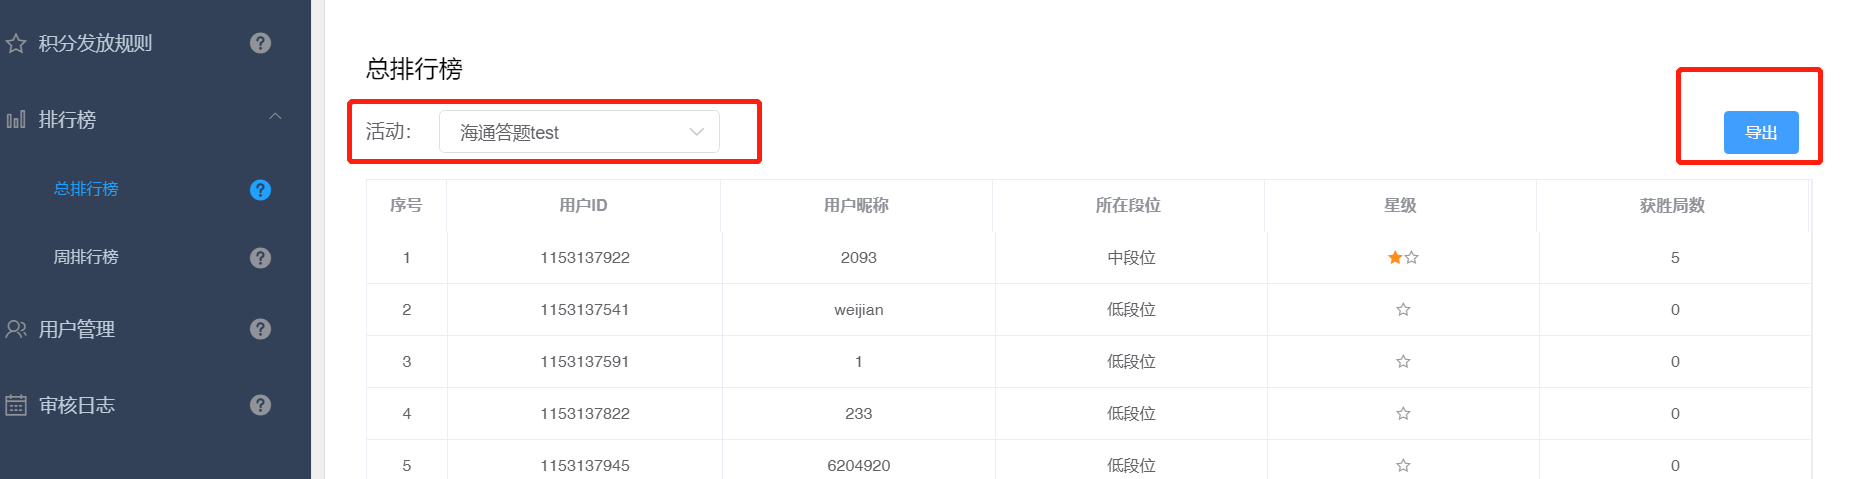 积分发放规则 ?
排行榜
总排行榜 ?
周排行榜 ?
用户管理 ?
审核日志 ?
总排行榜
活动： 海通答题test
导出
序号 用户ID 用户昵称 所在段位 星级 获胜局数
1 1153137922 2093 中段位 ★☆ 5
2 1153137541 weijian 低段位 ☆ 0
3 1153137591 1 低段位 ☆ 0
4 1153137822 233 低段位 ☆ 0
5 1153137945 6204920 低段位 ☆ 0